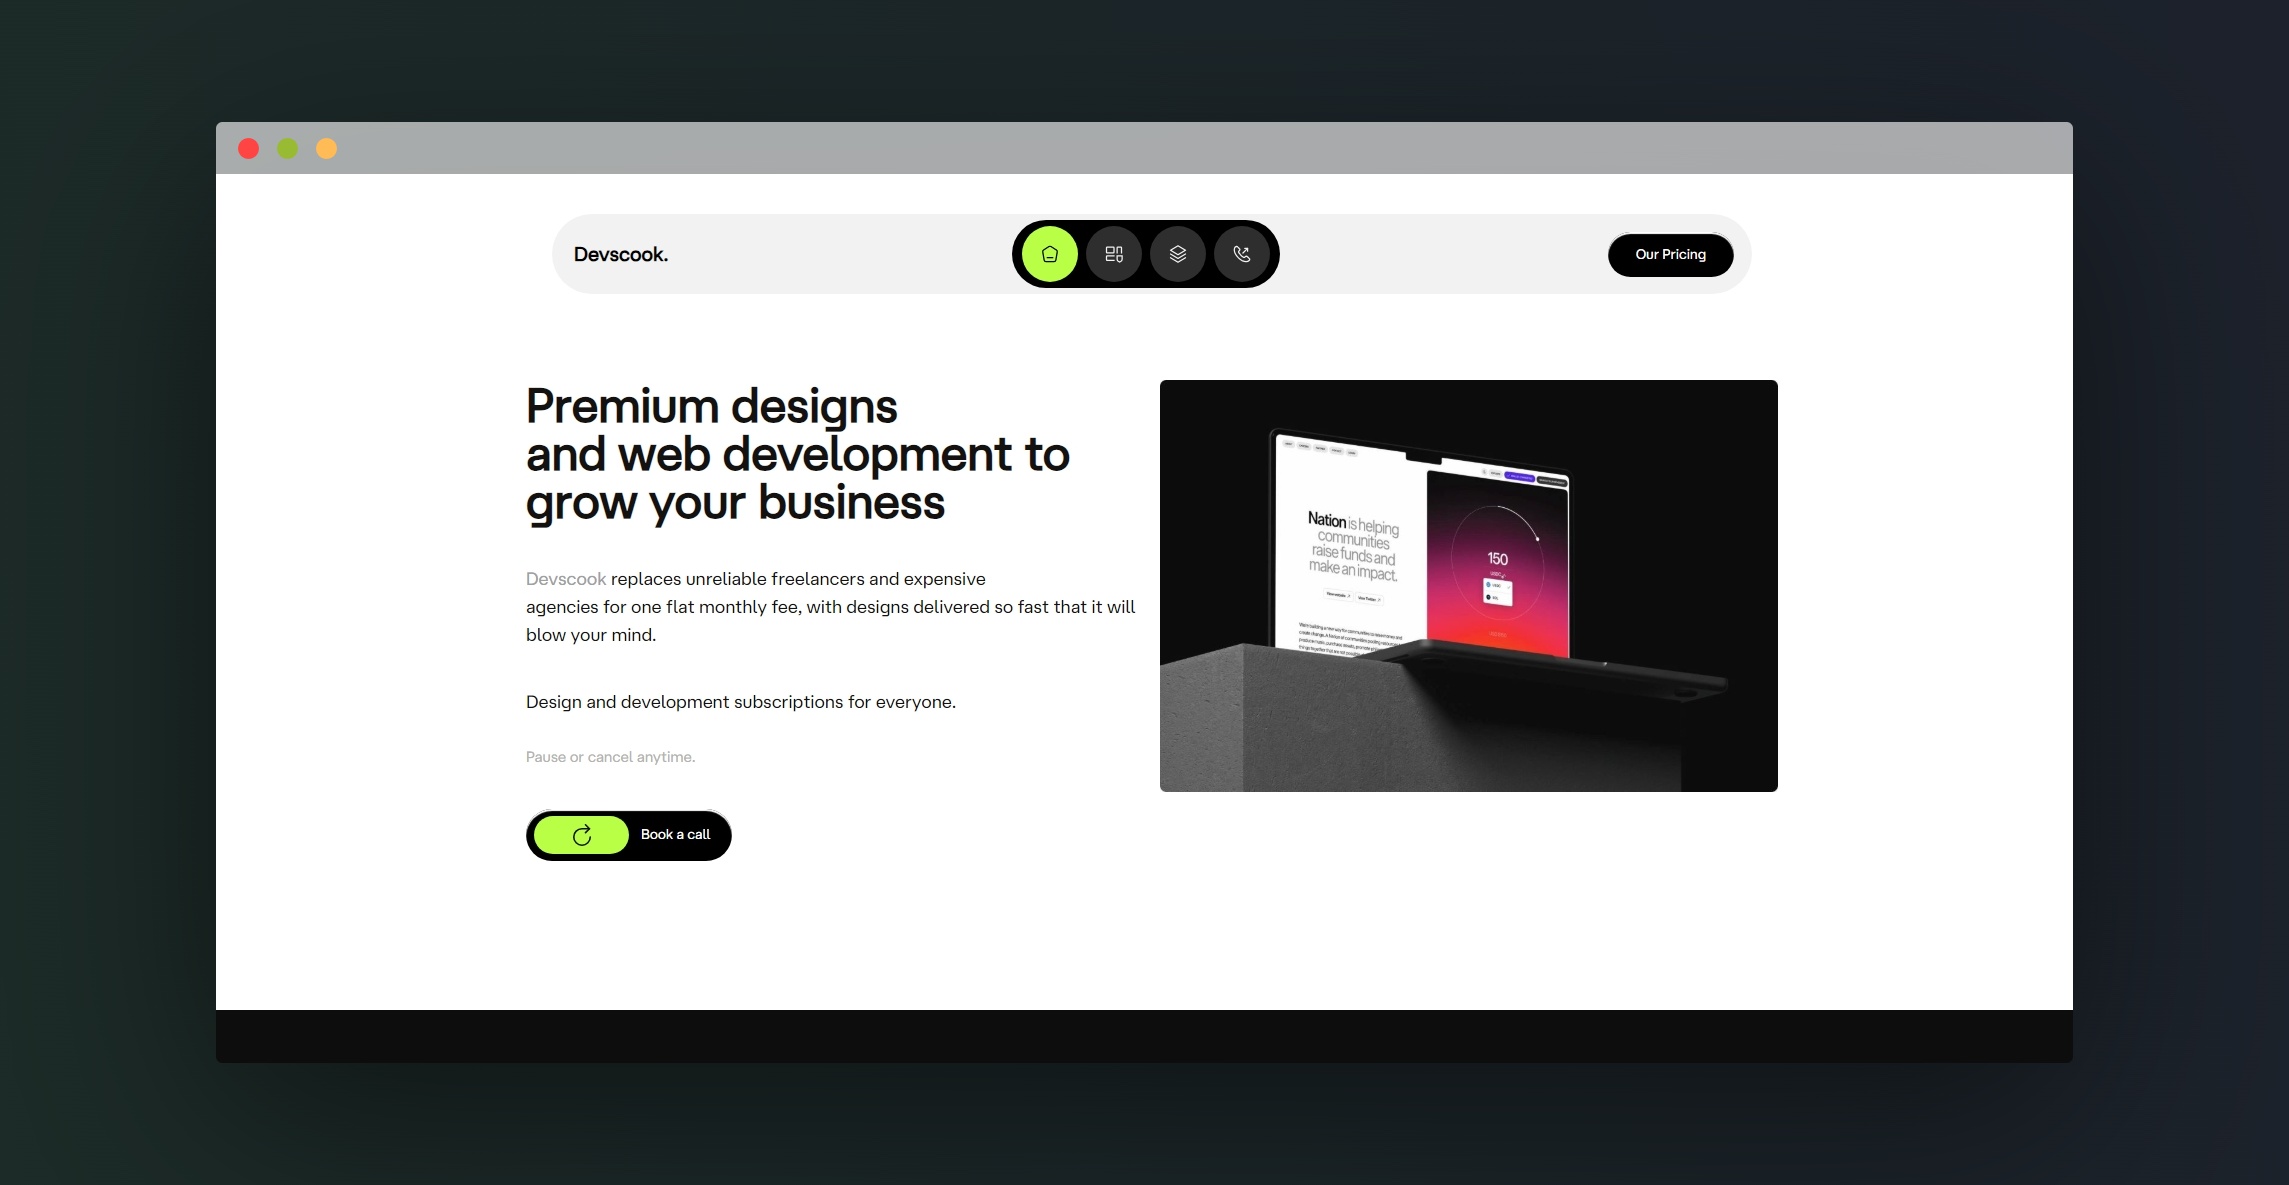 Devscook.
Our Pricing
Premium designs
and web development to
grow your business
Devscook replaces unreliable freelancers and expensive
agencies for one flat monthly fee, with designs delivered so fast that it will
blow your mind.
Design and development subscriptions for everyone.
Pause or cancel anytime.
Book a call
Nation is helping
communities
raise funds and
make an impact.
150